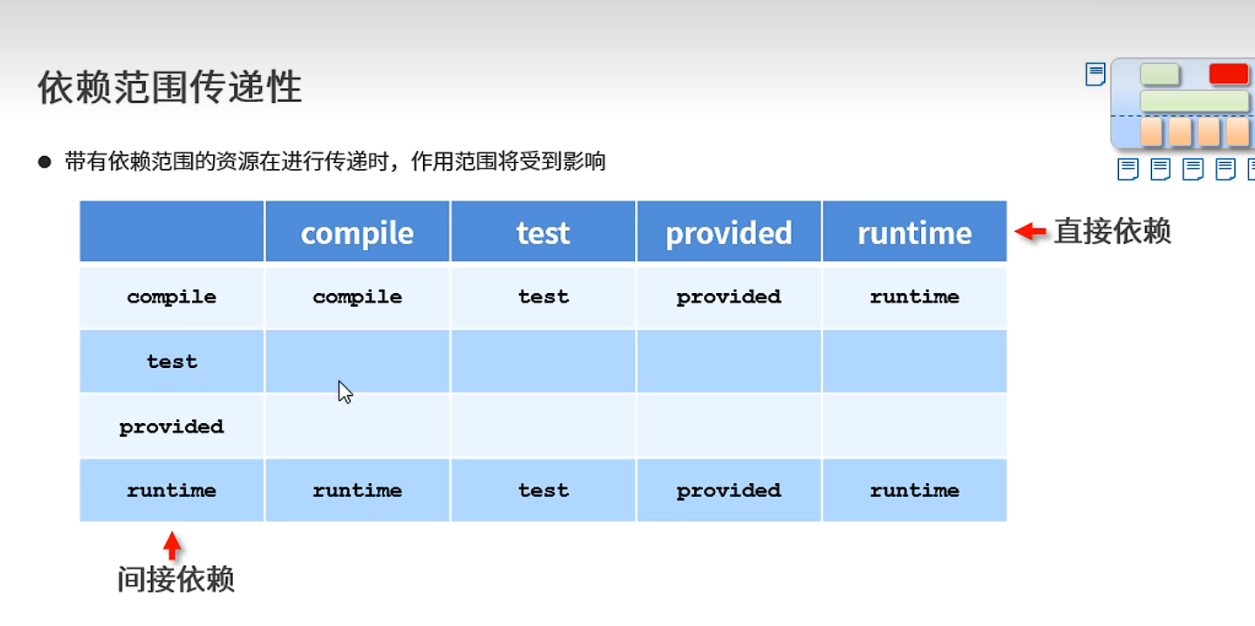 依赖范围传递性
● 带有依赖范围的资源在进行传递时，作用范围将受到影响
compile test provided runtime 直接依赖
compile compile test provided runtime
test
provided
runtime runtime test provided runtime
间接依赖